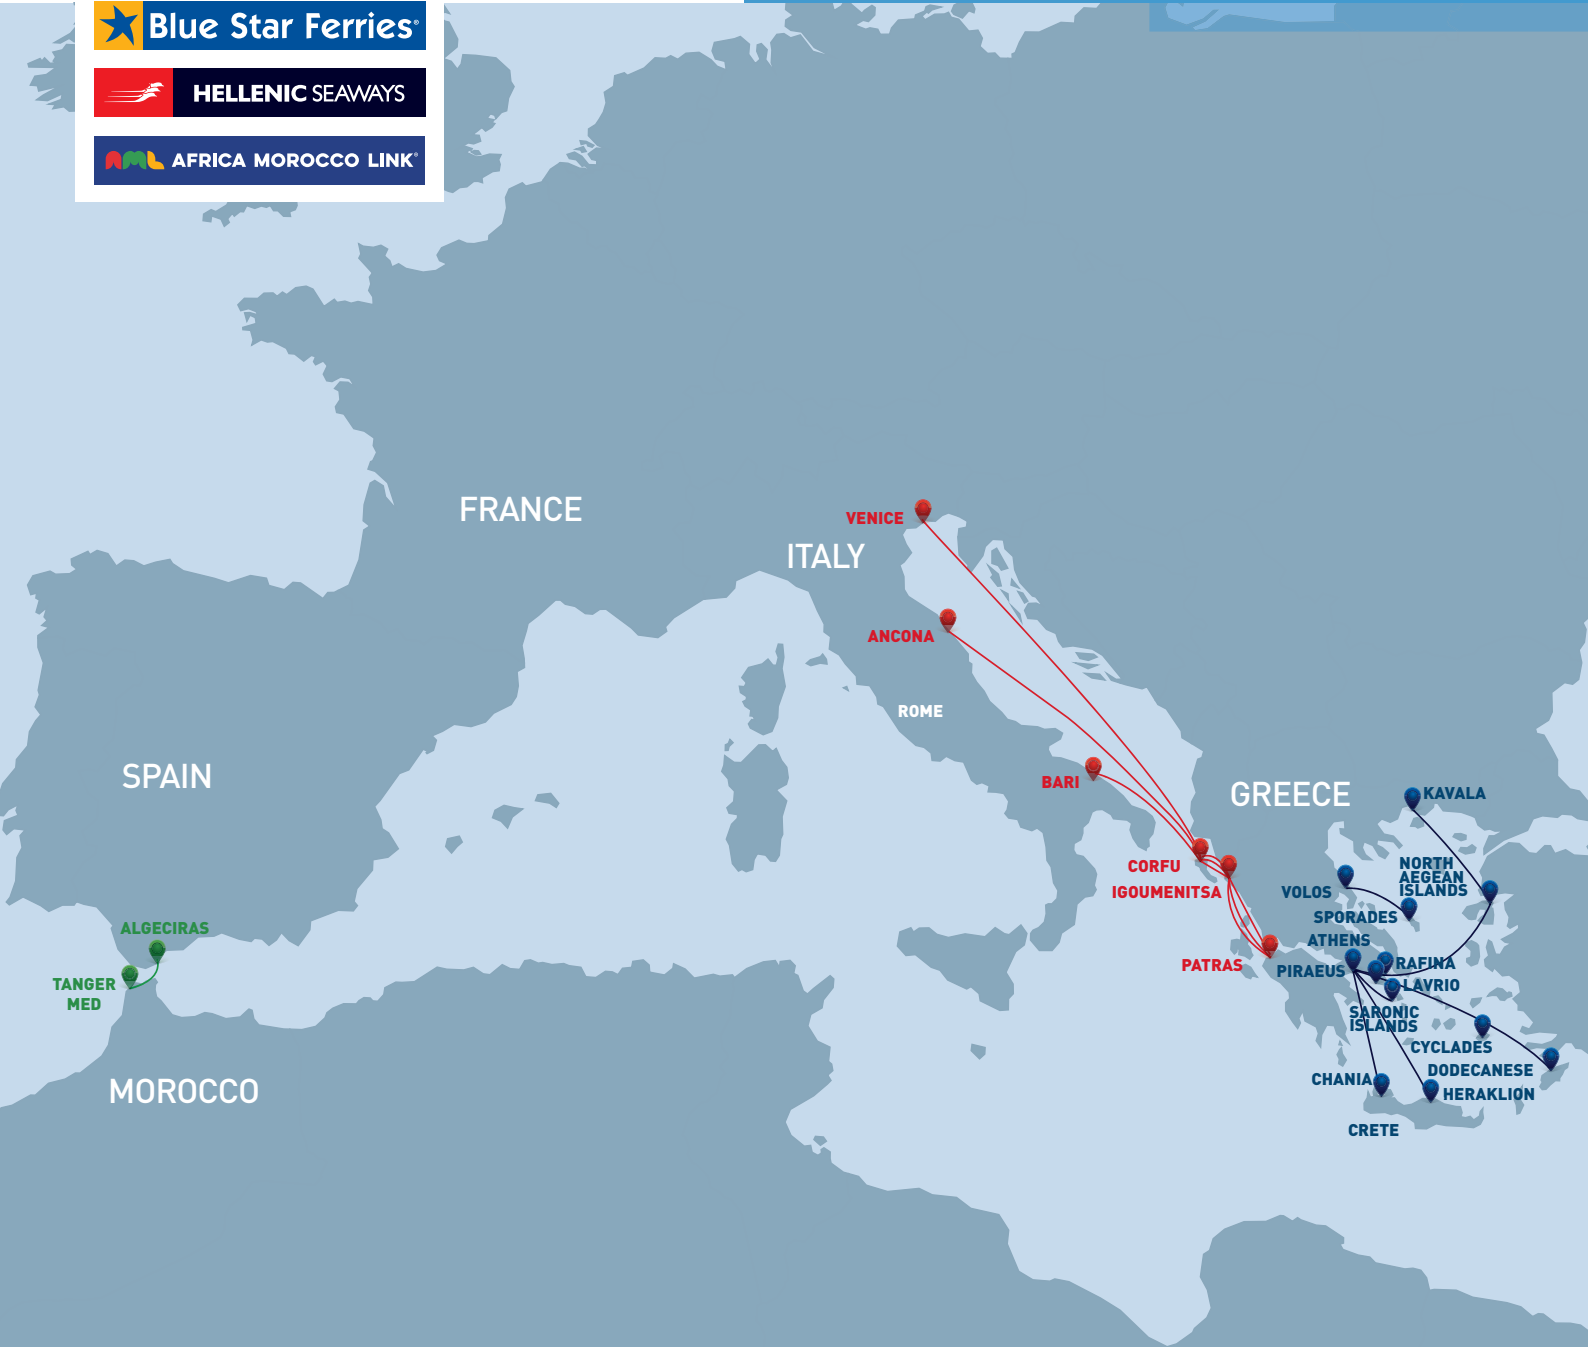 Blue Star Ferries®
HELLENIC SEAWAYS
AML AFRICA MOROCCO LINK®
FRANCE
VENICE
ITALY
ANCONA
ROME
SPAIN
BARI
GREECE
KAVALA
CORFU
IGOUMENITSA
NORTH
AEGEAN
ISLANDS
VOLOS
SPORADES
ALGECIRAS
ATHENS
TANGER
MED
PATRAS
PIRAEUS
RAFINA
LAVRIO
SARONIC
ISLANDS
CYCLADES
DODECANESE
CHANIA
HERAKLION
MOROCCO
CRETE